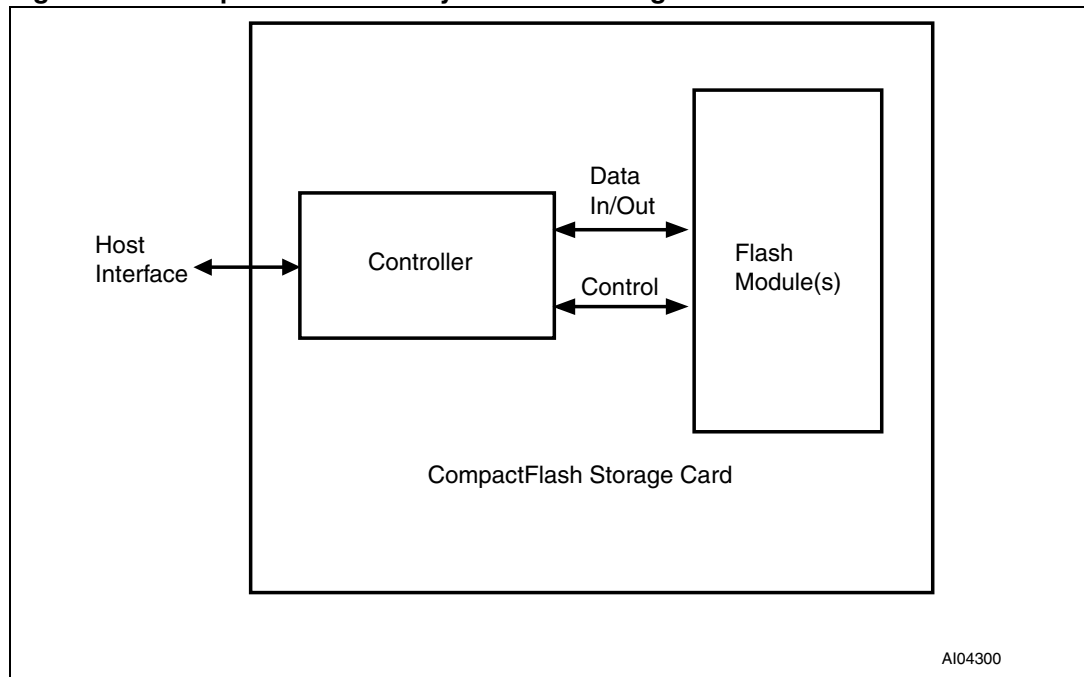 Data
In/Out
Host
Interface
Controller
Flash
Module(s)
Control
CompactFlash Storage Card
AI04300